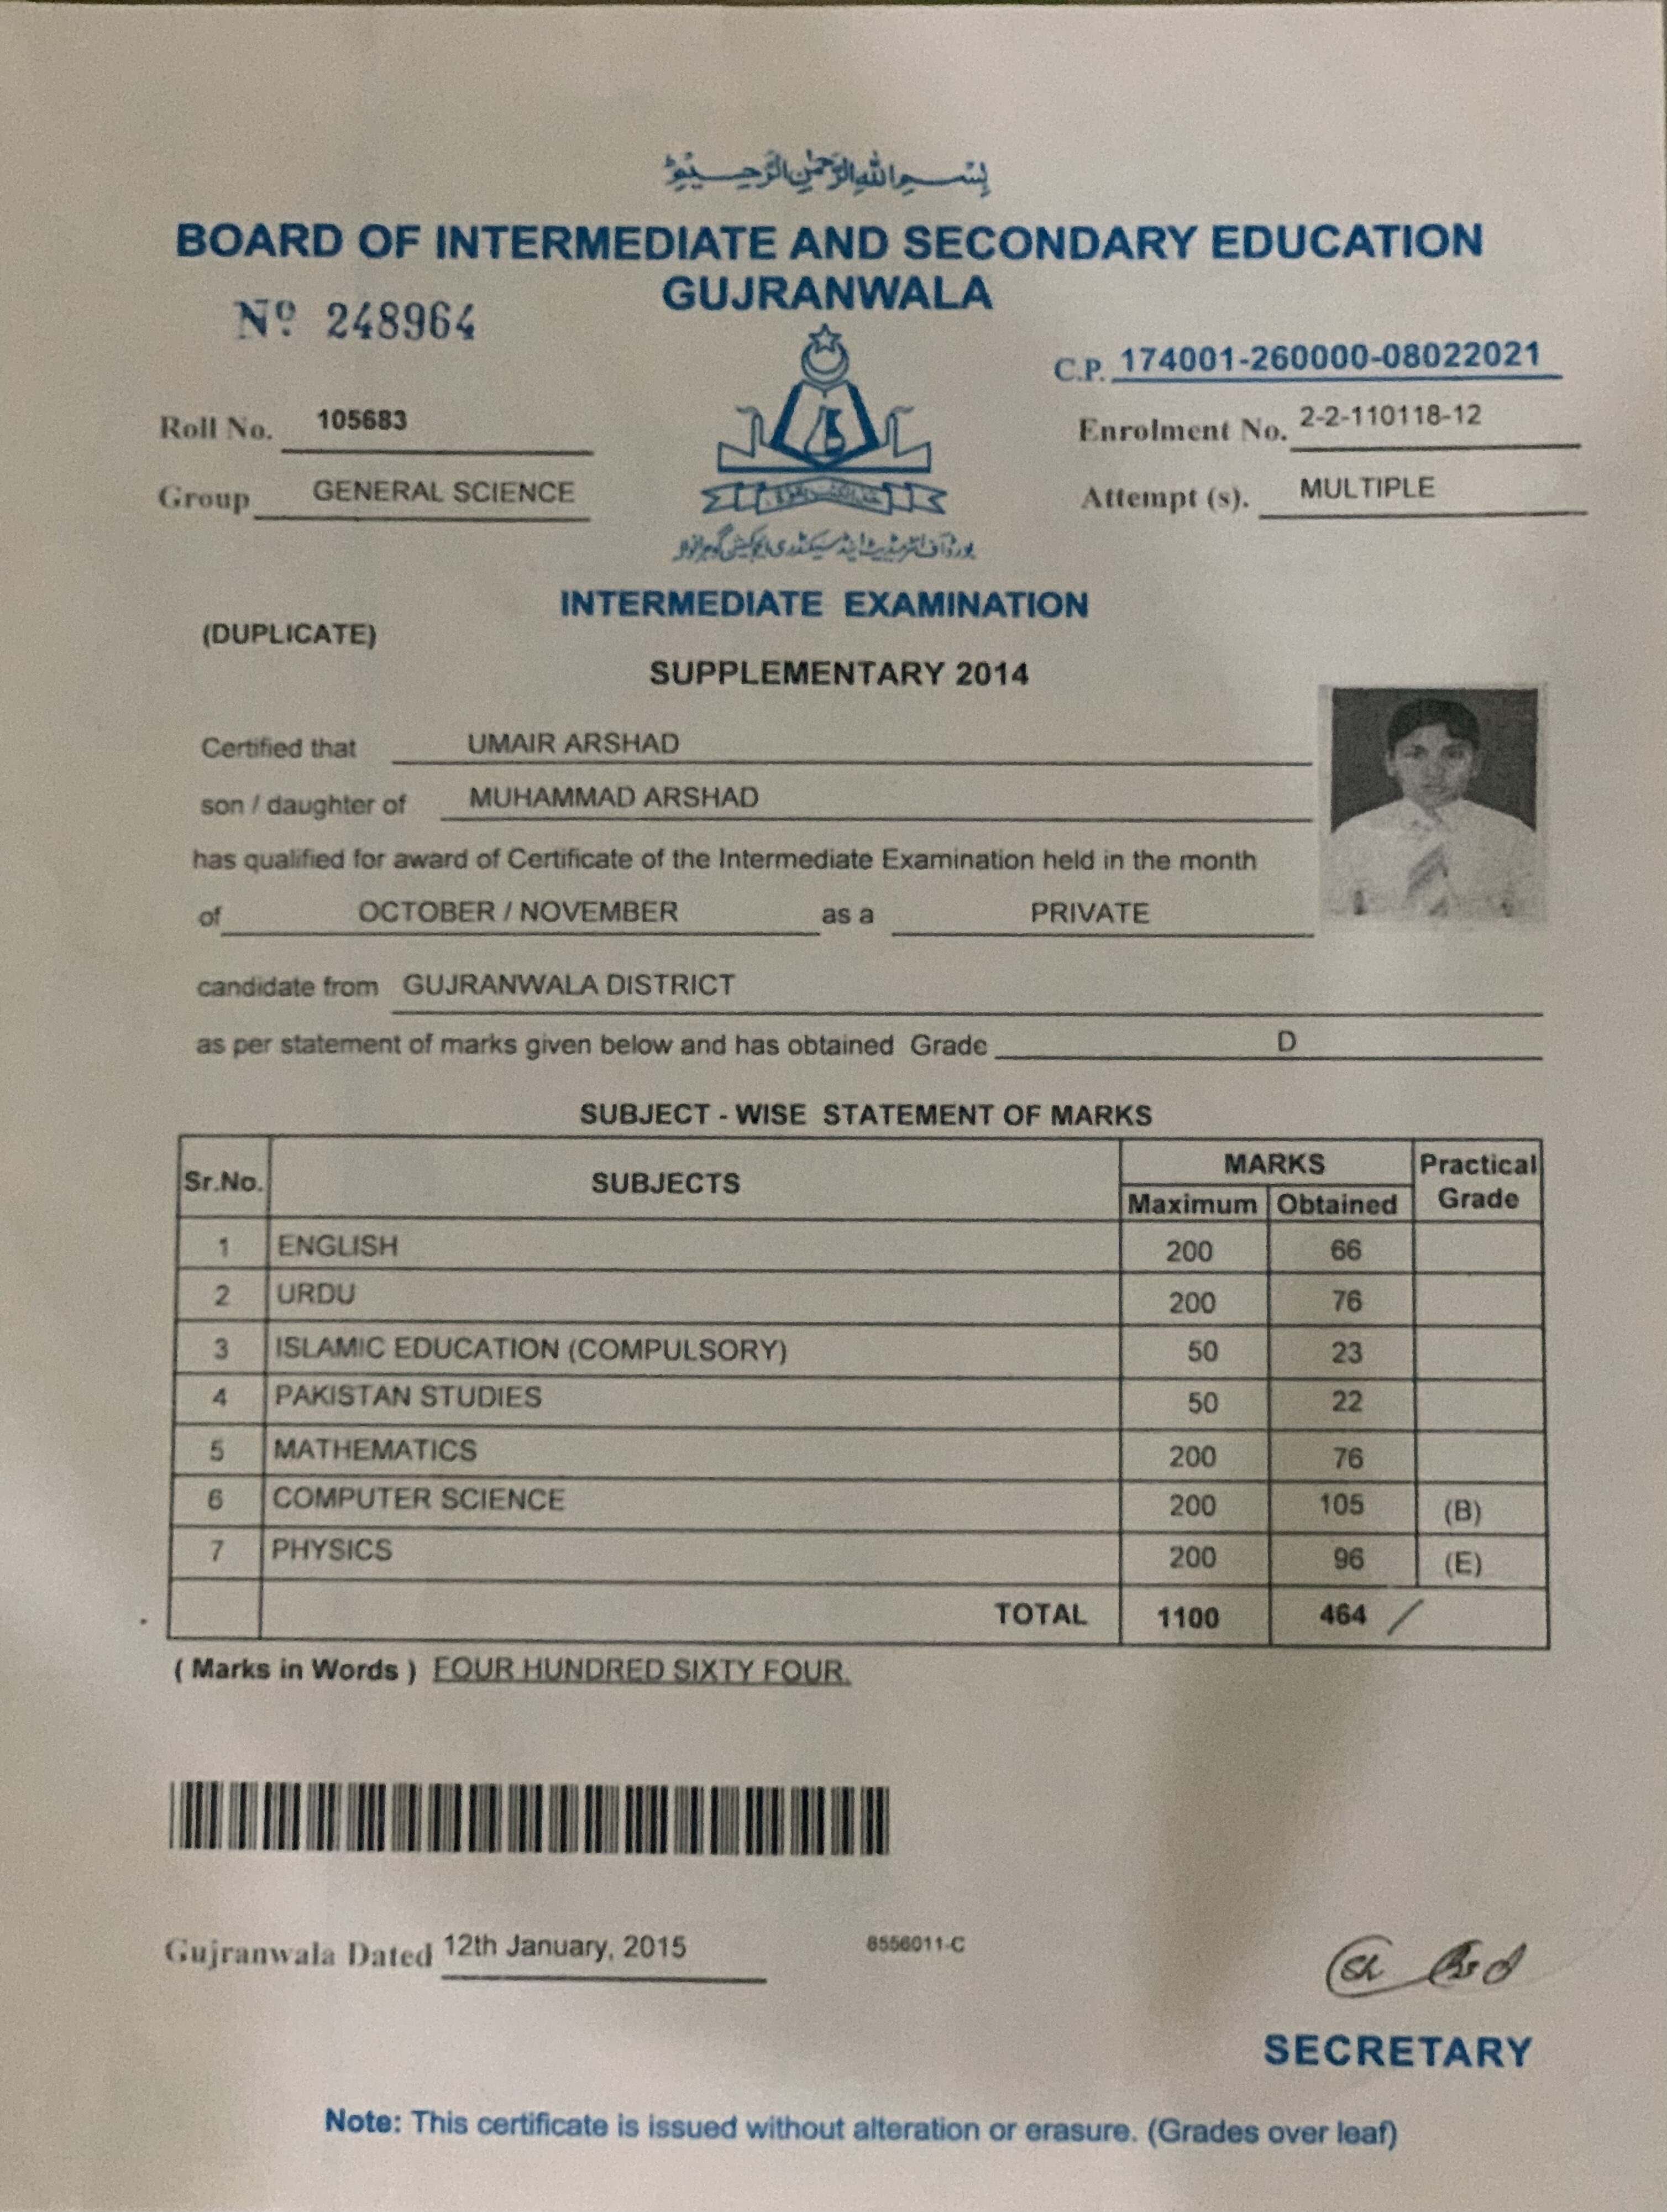 بِسْمِ اللهِ الرَّحْمٰنِ الرَّحِيْمِ
BOARD OF INTERMEDIATE AND SECONDARY EDUCATION
GUJRANWALA
Nº 248964
C.P. 174001-260000-08022021
Roll No. 105683
Enrolment No. 2-2-110118-12
Group GENERAL SCIENCE
Attempt (s). MULTIPLE
بورڈ آف انٹرمیڈیٹ اینڈ سیکنڈری ایجوکیشن گوجرانوالہ
INTERMEDIATE EXAMINATION
(DUPLICATE)
SUPPLEMENTARY 2014
Certified that UMAIR ARSHAD
son / daughter of MUHAMMAD ARSHAD
has qualified for award of Certificate of the Intermediate Examination held in the month
of OCTOBER / NOVEMBER as a PRIVATE
candidate from GUJRANWALA DISTRICT
as per statement of marks given below and has obtained Grade D
SUBJECT - WISE STATEMENT OF MARKS
Sr.No. SUBJECTS MARKS Practical Grade
Maximum Obtained
1 ENGLISH 200 66
2 URDU 200 76
3 ISLAMIC EDUCATION (COMPULSORY) 50 23
4 PAKISTAN STUDIES 50 22
5 MATHEMATICS 200 76
6 COMPUTER SCIENCE 200 105 (B)
7 PHYSICS 200 96 (E)
TOTAL 1100 464 /
( Marks in Words ) FOUR HUNDRED SIXTY FOUR.
Gujranwala Dated 12th January, 2015
8556011-C
SECRETARY
Note: This certificate is issued without alteration or erasure. (Grades over leaf)